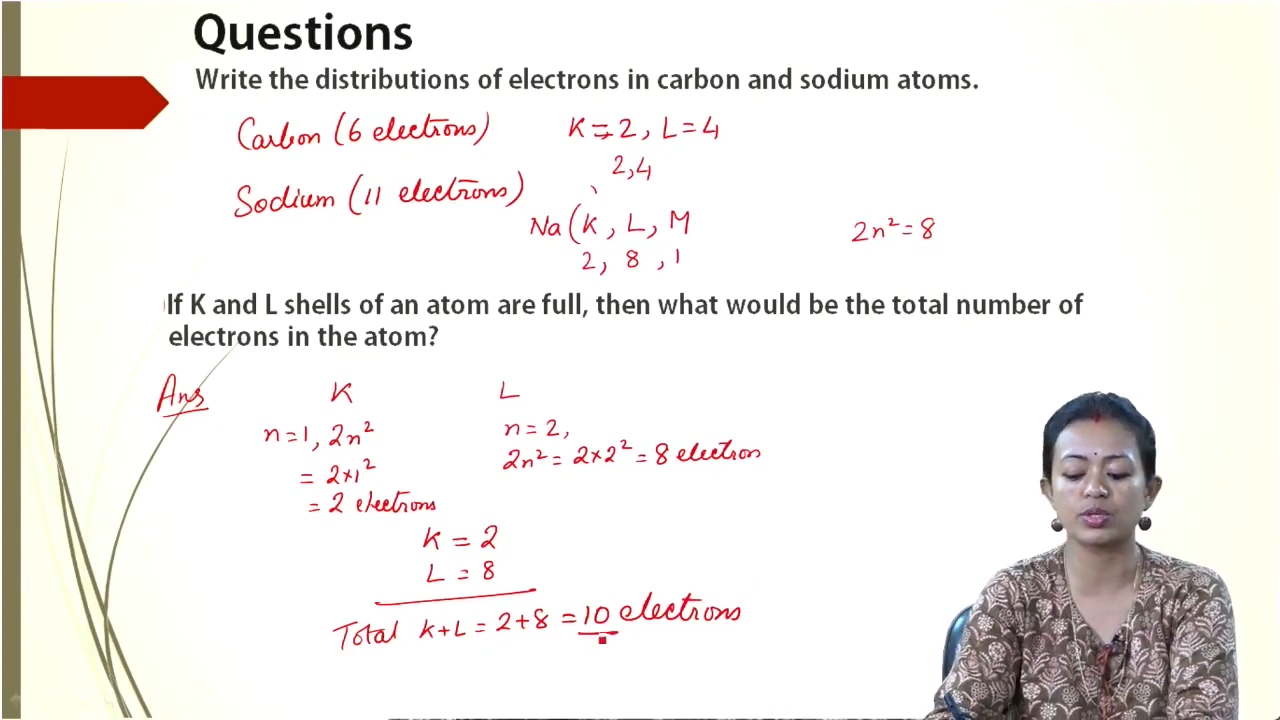 Questions
Write the distributions of electrons in carbon and sodium atoms.
Carbon (6 electrons) K = 2, L = 4
2,4
Sodium (11 electrons)
Na (K, L, M
2, 8, 1
2n² = 8
If K and L shells of an atom are full, then what would be the total number of
electrons in the atom?
Ans K L
n = 1, 2n² n = 2,
= 2×1² 2n² = 2×2² = 8 electron
= 2 electrons
K = 2
L = 8
Total K+L = 2+8 = 10 electrons